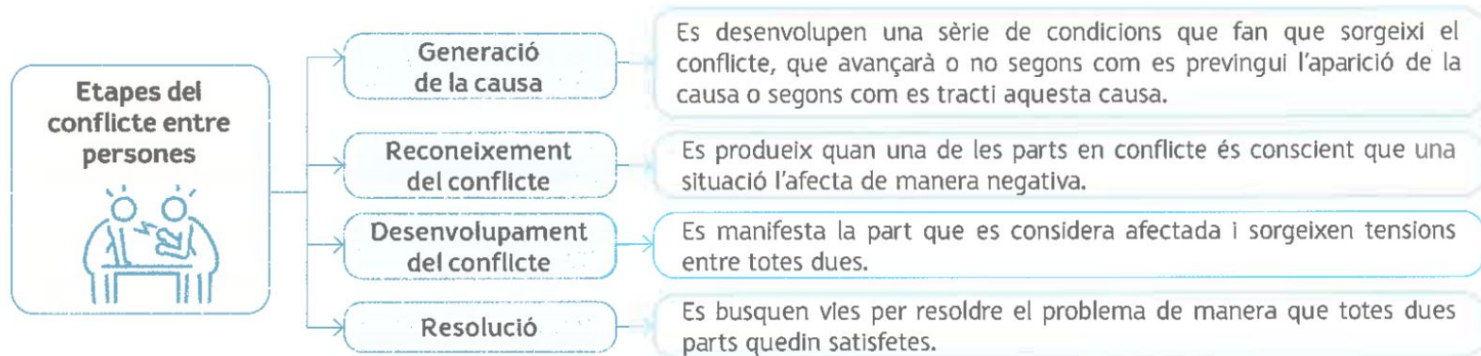 Etapes del
conflicte entre
persones
Generació
de la causa
Es desenvolupen una sèrie de condicions que fan que sorgeixi el
conflicte, que avançarà o no segons com es previngui l'aparició de la
causa o segons com es tracti aquesta causa.
Reconeixement
del conflicte
Es produeix quan una de les parts en conflicte és conscient que una
situació l'afecta de manera negativa.
Desenvolupament
del conflicte
Es manifesta la part que es considera afectada i sorgeixen tensions
entre totes dues.
Resolució
Es busquen vies per resoldre el problema de manera que totes dues
parts quedin satisfetes.